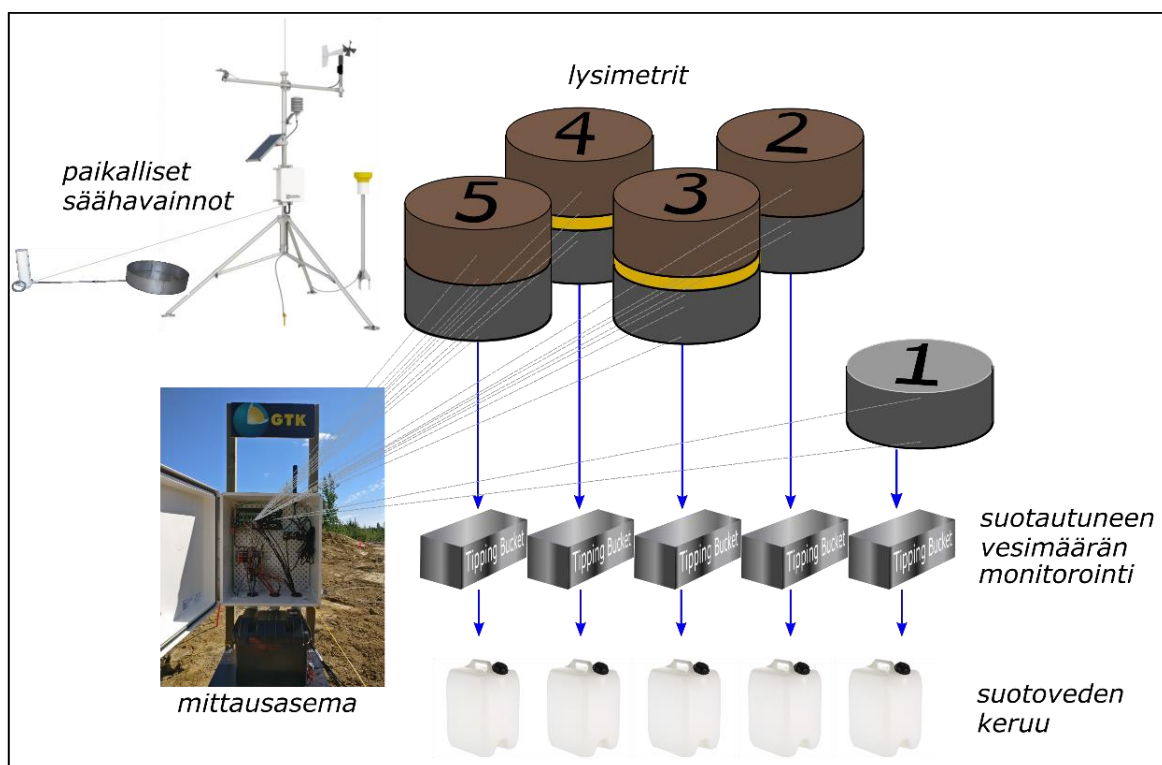 lysimetrit
paikalliset
säähavainnot
4
2
5
3
1
GTK
mittausasema
Tipping Bucket
Tipping Bucket
Tipping Bucket
Tipping Bucket
Tipping Bucket
suotautuneen
vesimäärän
monitorointi
suotoveden
keruu